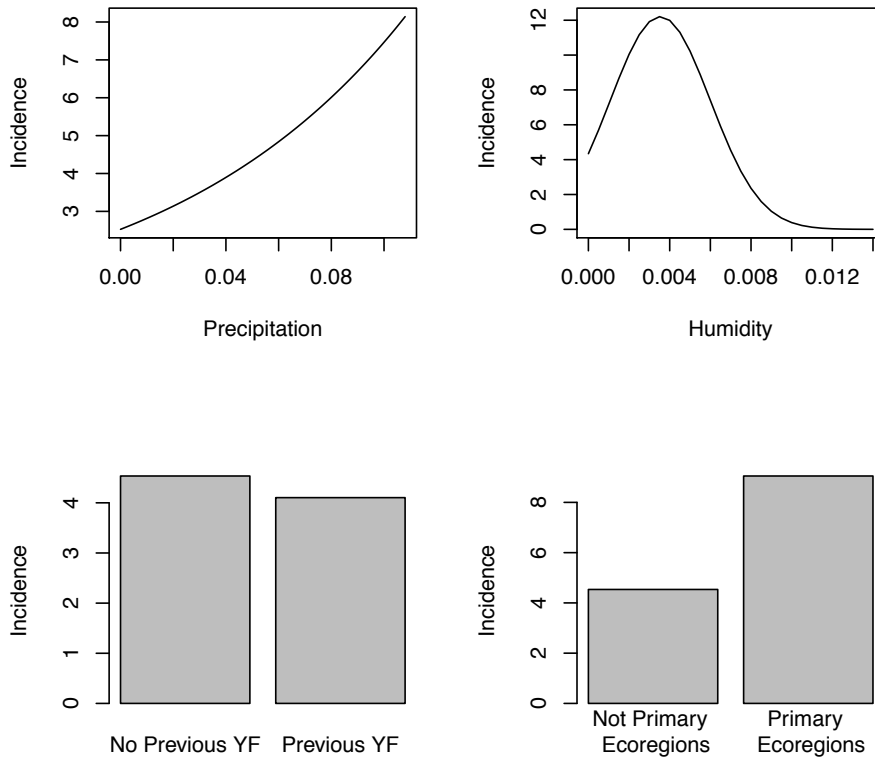 Incidence
8
7
6
5
4
3
0.00 0.04 0.08
Precipitation
Incidence
12
8
6
4
2
0
0.000 0.004 0.008 0.012
Humidity
Incidence
4
3
2
1
0
No Previous YF Previous YF
Incidence
8
6
4
2
0
Not Primary
Ecoregions
Primary
Ecoregions